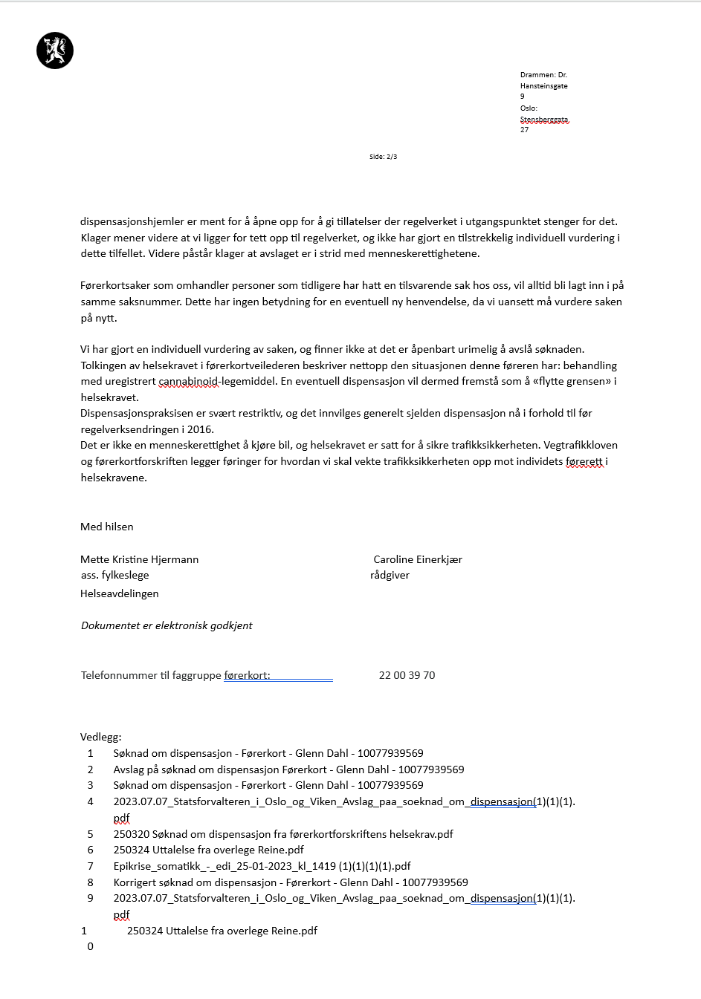 Drammen: Dr.
Hansteinsgate
9
Oslo:
Stensberggata
27
Side: 2/3
dispensasjonshjemler er ment for å åpne opp for å gi tillatelser der regelverket i utgangspunktet stenger for det.
Klager mener videre at vi ligger for tett opp til regelverket, og ikke har gjort en tilstrekkelig individuell vurdering i
dette tilfellet. Videre påstår klager at avslaget er i strid med menneskerettighetene.
Førerkortsaker som omhandler personer som tidligere har hatt en tilsvarende sak hos oss, vil alltid bli lagt inn i på
samme saksnummer. Dette har ingen betydning for en eventuell ny henvendelse, da vi uansett må vurdere saken
på nytt.
Vi har gjort en individuell vurdering av saken, og finner ikke at det er åpenbart urimelig å avslå søknaden.
Tolkingen av helsekravet i førerkortveilederen beskriver nettopp den situasjonen denne føreren har: behandling
med uregistrert cannabinoid-legemiddel. En eventuell dispensasjon vil dermed fremstå som å «flytte grensen» i
helsekravet.
Dispensasjonspraksisen er svært restriktiv, og det innvilges generelt sjelden dispensasjon nå i forhold til før
regelverksendringen i 2016.
Det er ikke en menneskerettighet å kjøre bil, og helsekravet er satt for å sikre trafikksikkerheten. Vegtrafikkloven
og førerkortforskriften legger føringer for hvordan vi skal vekte trafikksikkerheten opp mot individetsførerett i
helsekravene.
Med hilsen
Mette Kristine Hjermann Caroline Einerkjær
ass. fylkeslege rådgiver
Helseavdelingen
Dokumentet er elektronisk godkjent
Telefonnummer til faggruppe førerkort: 22 00 39 70
Vedlegg:
1 Søknad om dispensasjon - Førerkort - Glenn Dahl - 10077939569
2 Avslag på søknad om dispensasjon Førerkort - Glenn Dahl - 10077939569
3 Søknad om dispensasjon - Førerkort - Glenn Dahl - 10077939569
4 2023.07.07_Statsforvalteren_i_Oslo_og_Viken_Avslag_paa_soeknad_om_dispensasjon(1)(1)(1).
pdf
5 250320 Søknad om dispensasjon fra førerkortforskriftens helsekrav.pdf
6 250324 Uttalelse fra overlege Reine.pdf
7 Epikrise_somatikk_-_edi_25-01-2023_kl_1419 (1)(1)(1)(1).pdf
8 Korrigert søknad om dispensasjon - Førerkort - Glenn Dahl - 10077939569
9 2023.07.07_Statsforvalteren_i_Oslo_og_Viken_Avslag_paa_soeknad_om_dispensasjon(1)(1)(1).
pdf
1 250324 Uttalelse fra overlege Reine.pdf
0